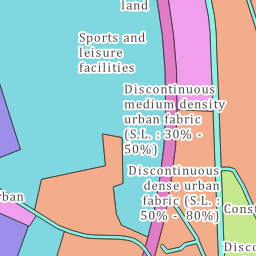 land
Sports and
leisure
facilities
Discontinuous
medium density
urban fabric
(S.L. : 30% -
50%)
Discontinuous
dense urban
fabric (S.L. :
50% - 80%)
rban
Const
Disco